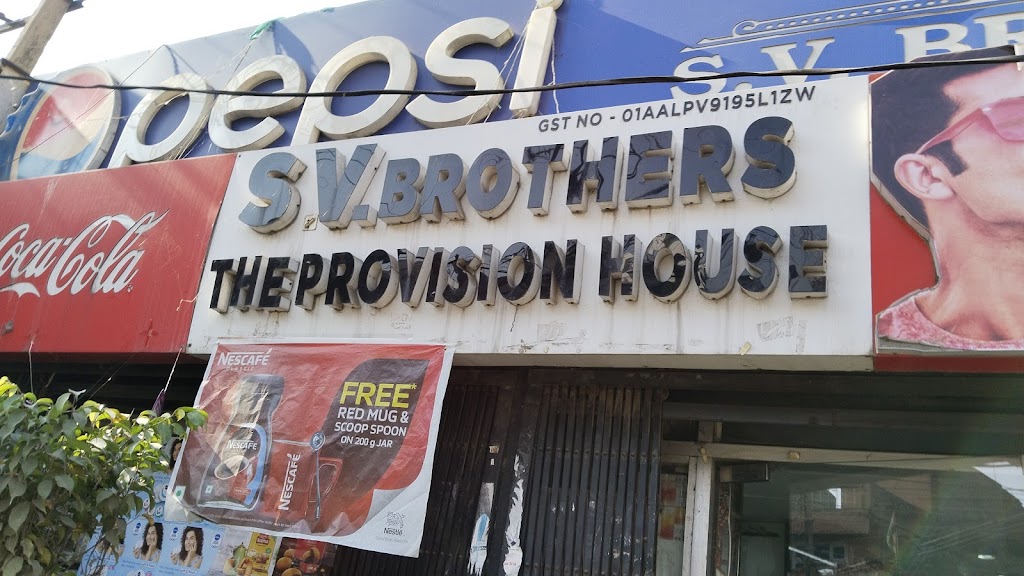 pepsi
S. V. BR
GST NO - 01AALPV9195L1ZW
S.V. BROTHERS
THE PROVISION HOUSE
Coca-Cola
NESCAFÉ
FREE*
RED MUG &
SCOOP SPOON
ON 200 g JAR
NESCAFÉ
NESCAFÉ
Nestle